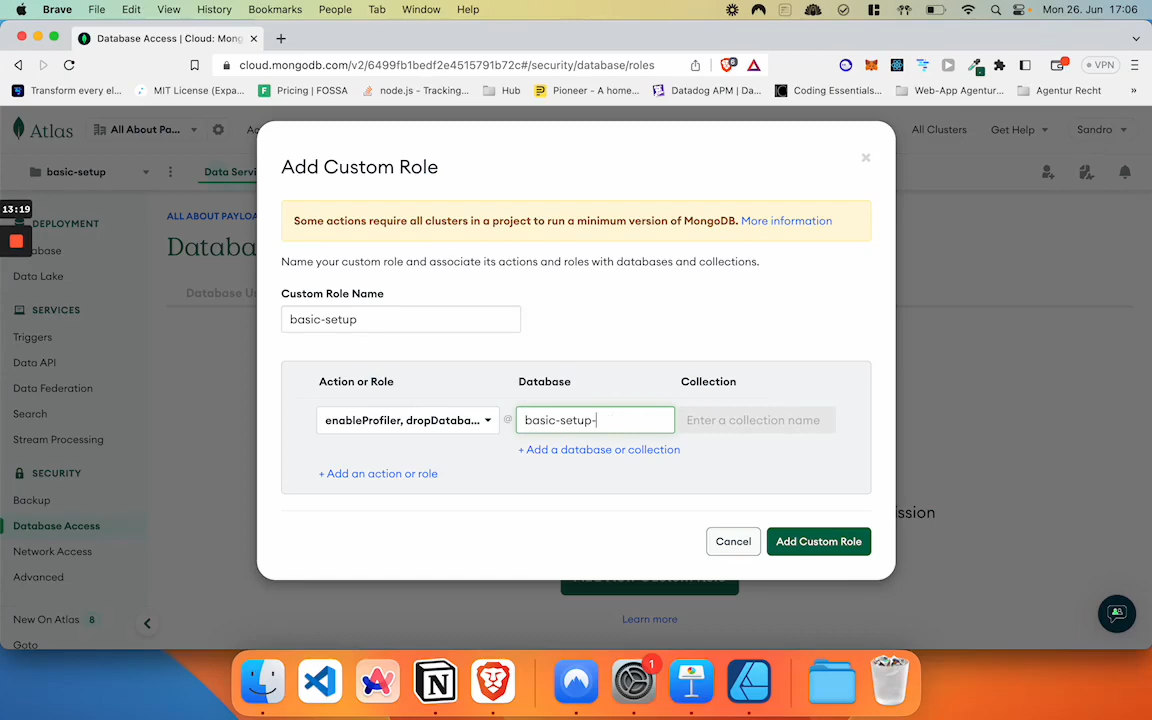 Brave File Edit View History Bookmarks People Tab Window Help Mon 26. Jun 17:06
Database Access | Cloud: Mong
cloud.mongodb.com/v2/6499fb1bedf2e4515791b72c#/security/database/roles
6
VPN
Transform every el... MIT License (Expa... Pricing | FOSSA node.js - Tracking... Hub Pioneer - A home... Datadog APM | Da... Coding Essentials... Web-App Agentur... Agentur Recht »
Atlas All About Pa... Ac All Clusters Get Help Sandro
basic-setup Data Servi
13:19
DEPLOYMENT
abase
Data Lake
SERVICES
Triggers
Data API
Data Federation
Search
Stream Processing
SECURITY
Backup
Database Access
Network Access
Advanced
New On Atlas 8
Goto
ALL ABOUT PAYLOA
Databa
Database Us
Add Custom Role
Some actions require all clusters in a project to run a minimum version of MongoDB. More information
Name your custom role and associate its actions and roles with databases and collections.
Custom Role Name
basic-setup
Action or Role Database Collection
enableProfiler, dropDataba... @ basic-setup- Enter a collection name
+ Add a database or collection
+ Add an action or role
Cancel Add Custom Role
ission
Learn more
1